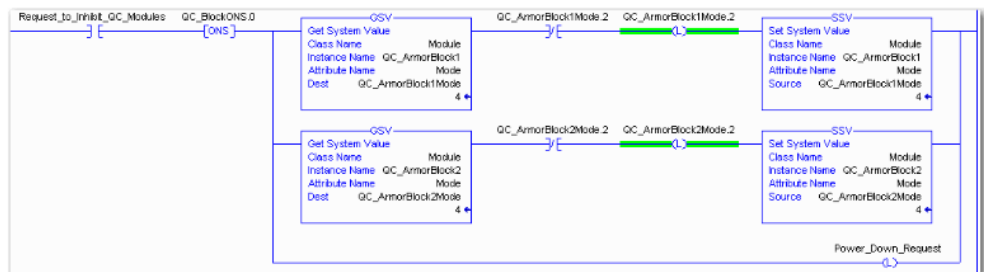 Request_to_Inhibit_QC_Modules QC_BlockONS.0 GSV QC_ArmorBlock1Mode.2 QC_ArmorBlock1Mode.2 SSV
ONS L
Get System Value Set System Value
Class Name Module Class Name Module
Instance Name QC_ArmorBlock1 Instance Name QC_ArmorBlock1
Attribute Name Mode Attribute Name Mode
Dest QC_ArmorBlock1Mode Source QC_ArmorBlock1Mode
4 4
GSV QC_ArmorBlock2Mode.2 QC_ArmorBlock2Mode.2 SSV
L
Get System Value Set System Value
Class Name Module Class Name Module
Instance Name QC_ArmorBlock2 Instance Name QC_ArmorBlock2
Attribute Name Mode Attribute Name Mode
Dest QC_ArmorBlock2Mode Source QC_ArmorBlock2Mode
4 4
Power_Down_Request
L